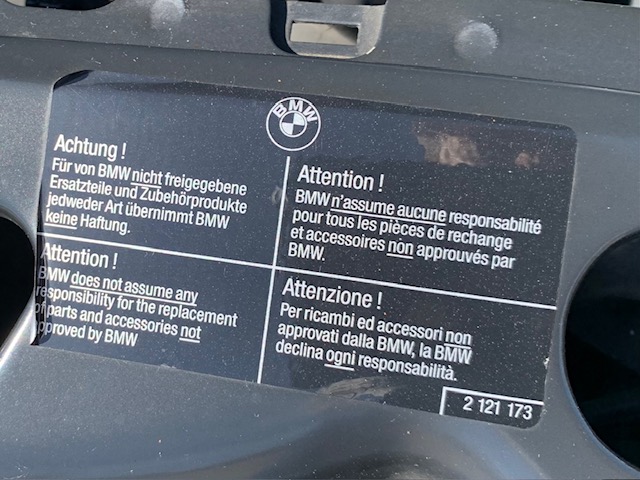 BMW
Achtung !
Für von BMW nicht freigegebene
Ersatzteile und Zubehörprodukte
jedweder Art übernimmt BMW
keine Haftung.
Attention !
BMW n'assume aucune responsabilité
pour tous les pièces de rechange
et accessoires non approuvés par
BMW.
Attention !
BMW does not assume any
responsibility for the replacement
of parts and accessories not
approved by BMW
Attenzione !
Per ricambi ed accessori non
approvati dalla BMW, la BMW
declina ogni responsabilità.
2 121 173